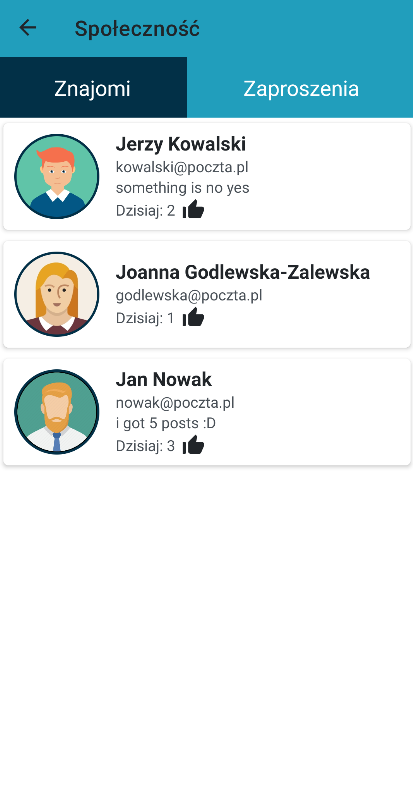 Społeczność
Znajomi
Zaproszenia
Jerzy Kowalski
kowalski@poczta.pl
something is no yes
Dzisiaj: 2
Joanna Godlewska-Zalewska
godlewska@poczta.pl
Dzisiaj: 1
Jan Nowak
nowak@poczta.pl
i got 5 posts :D
Dzisiaj: 3